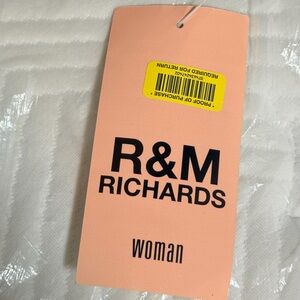 * PROOF OF PURCHASE *
REQUIRED FOR RETURN
R&M
RICHARDS
woman